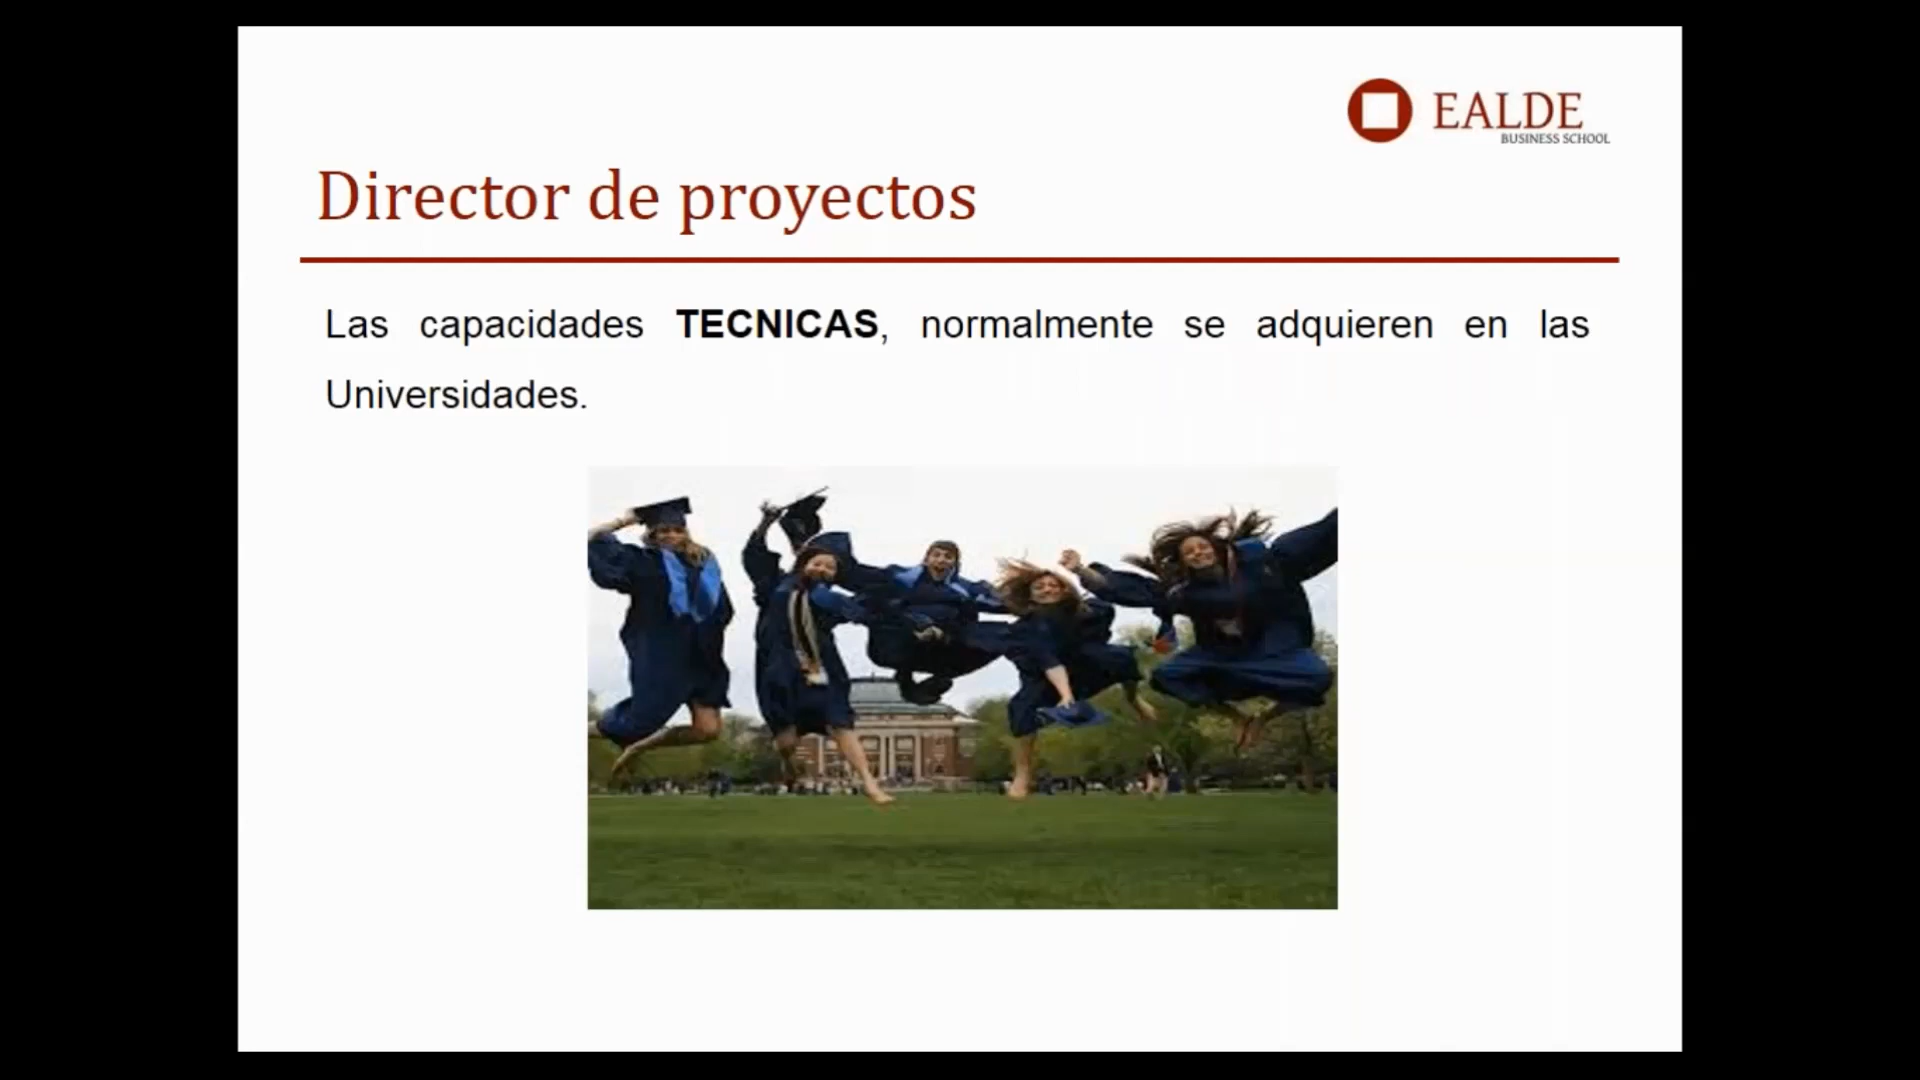 EALDE
BUSINESS SCHOOL
Director de proyectos
Las capacidades TECNICAS, normalmente se adquieren en las
Universidades.